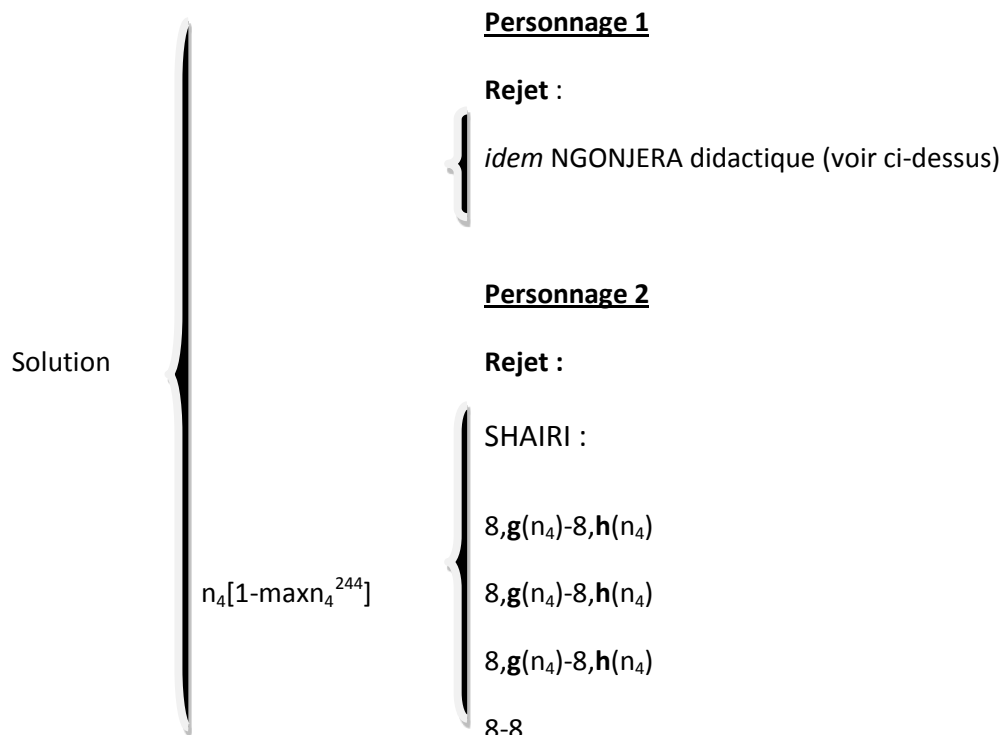 Personnage 1
Rejet :
idem NGONJERA didactique (voir ci-dessus)
Personnage 2
Solution
Rejet :
SHAIRI :
8,g(n₄)-8,h(n₄)
n₄[1-maxn₄²⁴⁴]
8,g(n₄)-8,h(n₄)
8,g(n₄)-8,h(n₄)
8-8